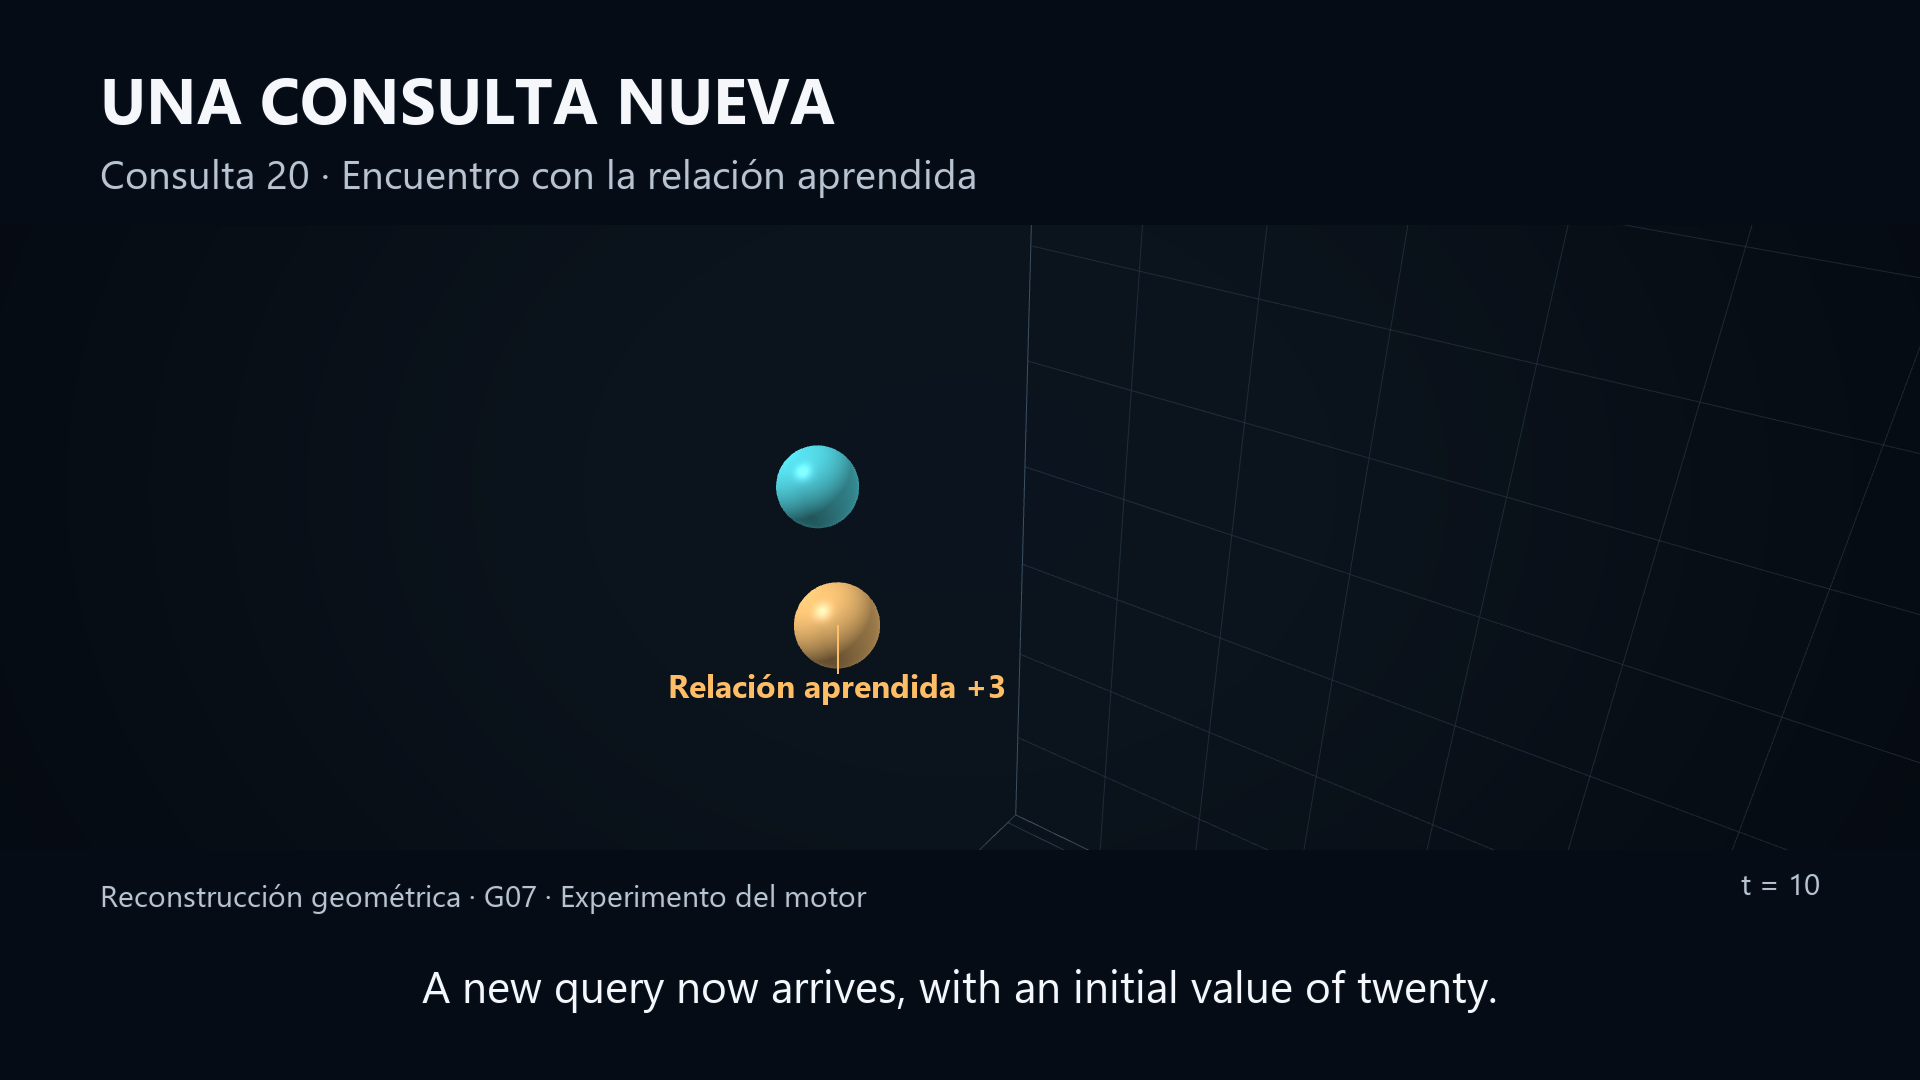 UNA CONSULTA NUEVA
Consulta 20 · Encuentro con la relación aprendida
Relación aprendida +3
Reconstrucción geométrica · G07 · Experimento del motor
t = 10
A new query now arrives, with an initial value of twenty.